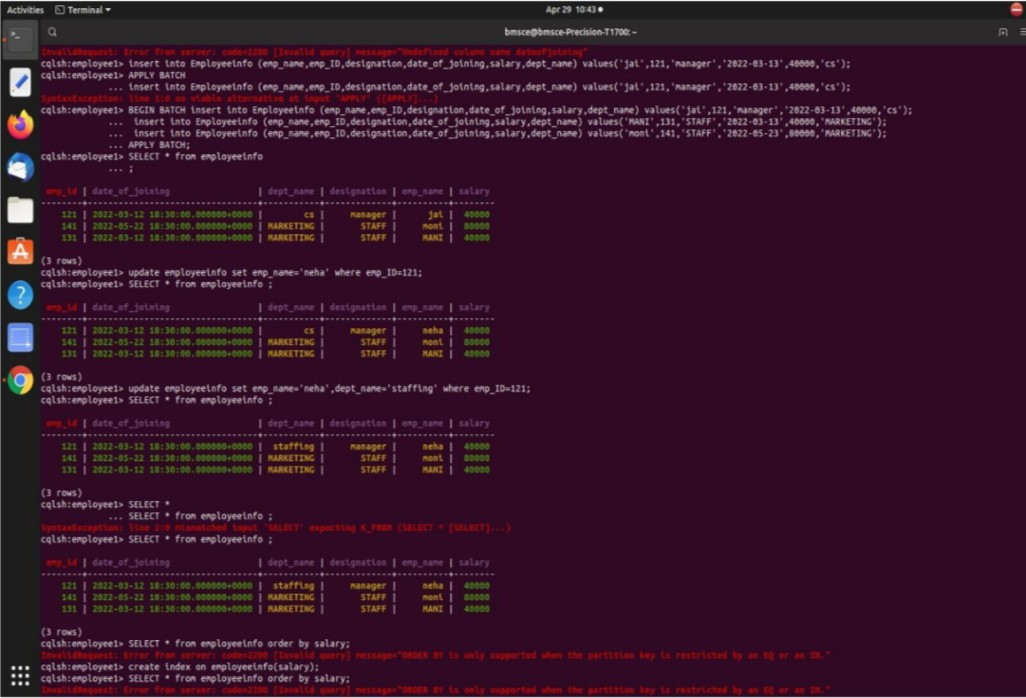 Activities Terminal ▾ Apr 29 10:43 ●
bmsce@bmsce-Precision-T1700: ~
InvalidRequest: Error from server: code=2200 [Invalid query] message="Undefined column name dateofjoining"
cqlsh:employee1> insert into Employeeinfo (emp_name,emp_ID,designation,date_of_joining,salary,dept_name) values('jai',121,'manager','2022-03-13',40000,'cs');
cqlsh:employee1> APPLY BATCH
... insert into Employeeinfo (emp_name,emp_ID,designation,date_of_joining,salary,dept_name) values('jai',121,'manager','2022-03-13',40000,'cs');
SyntaxException: line 1:0 no viable alternative at input 'APPLY' ([APPLY]...)
cqlsh:employee1> BEGIN BATCH insert into Employeeinfo (emp_name,emp_ID,designation,date_of_joining,salary,dept_name) values('jai',121,'manager','2022-03-13',40000,'cs');
... insert into Employeeinfo (emp_name,emp_ID,designation,date_of_joining,salary,dept_name) values('MANI',131,'STAFF','2022-03-13',40000,'MARKETING');
... insert into Employeeinfo (emp_name,emp_ID,designation,date_of_joining,salary,dept_name) values('moni',141,'STAFF','2022-05-23',80000,'MARKETING');
... APPLY BATCH;
cqlsh:employee1> SELECT * from employeeinfo
... ;
emp_id | date_of_joining | dept_name | designation | emp_name | salary
--------+---------------------------------+-----------+-------------+----------+--------
121 | 2022-03-12 18:30:00.000000+0000 | cs | manager | jai | 40000
141 | 2022-05-22 18:30:00.000000+0000 | MARKETING | STAFF | moni | 80000
131 | 2022-03-12 18:30:00.000000+0000 | MARKETING | STAFF | MANI | 40000
(3 rows)
cqlsh:employee1> update employeeinfo set emp_name='neha' where emp_ID=121;
cqlsh:employee1> SELECT * from employeeinfo ;
emp_id | date_of_joining | dept_name | designation | emp_name | salary
--------+---------------------------------+-----------+-------------+----------+--------
121 | 2022-03-12 18:30:00.000000+0000 | cs | manager | neha | 40000
141 | 2022-05-22 18:30:00.000000+0000 | MARKETING | STAFF | moni | 80000
131 | 2022-03-12 18:30:00.000000+0000 | MARKETING | STAFF | MANI | 40000
(3 rows)
cqlsh:employee1> update employeeinfo set emp_name='neha',dept_name='staffing' where emp_ID=121;
cqlsh:employee1> SELECT * from employeeinfo ;
emp_id | date_of_joining | dept_name | designation | emp_name | salary
--------+---------------------------------+-----------+-------------+----------+--------
121 | 2022-03-12 18:30:00.000000+0000 | staffing | manager | neha | 40000
141 | 2022-05-22 18:30:00.000000+0000 | MARKETING | STAFF | moni | 80000
131 | 2022-03-12 18:30:00.000000+0000 | MARKETING | STAFF | MANI | 40000
(3 rows)
cqlsh:employee1> SELECT *
... SELECT * from employeeinfo ;
SyntaxException: line 2:0 mismatched input 'SELECT' expecting K_FROM (SELECT * [SELECT]...)
cqlsh:employee1> SELECT * from employeeinfo ;
emp_id | date_of_joining | dept_name | designation | emp_name | salary
--------+---------------------------------+-----------+-------------+----------+--------
121 | 2022-03-12 18:30:00.000000+0000 | staffing | manager | neha | 40000
141 | 2022-05-22 18:30:00.000000+0000 | MARKETING | STAFF | moni | 80000
131 | 2022-03-12 18:30:00.000000+0000 | MARKETING | STAFF | MANI | 40000
(3 rows)
cqlsh:employee1> SELECT * from employeeinfo order by salary;
InvalidRequest: Error from server: code=2200 [Invalid query] message="ORDER BY is only supported when the partition key is restricted by an EQ or an IN."
cqlsh:employee1> create index on employeeinfo(salary);
cqlsh:employee1> SELECT * from employeeinfo order by salary;
InvalidRequest: Error from server: code=2200 [Invalid query] message="ORDER BY is only supported when the partition key is restricted by an EQ or an IN."